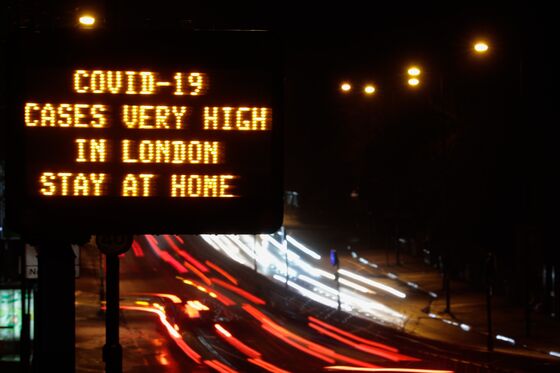 COVID-19
CASES VERY HIGH
IN LONDON
STAY AT HOME